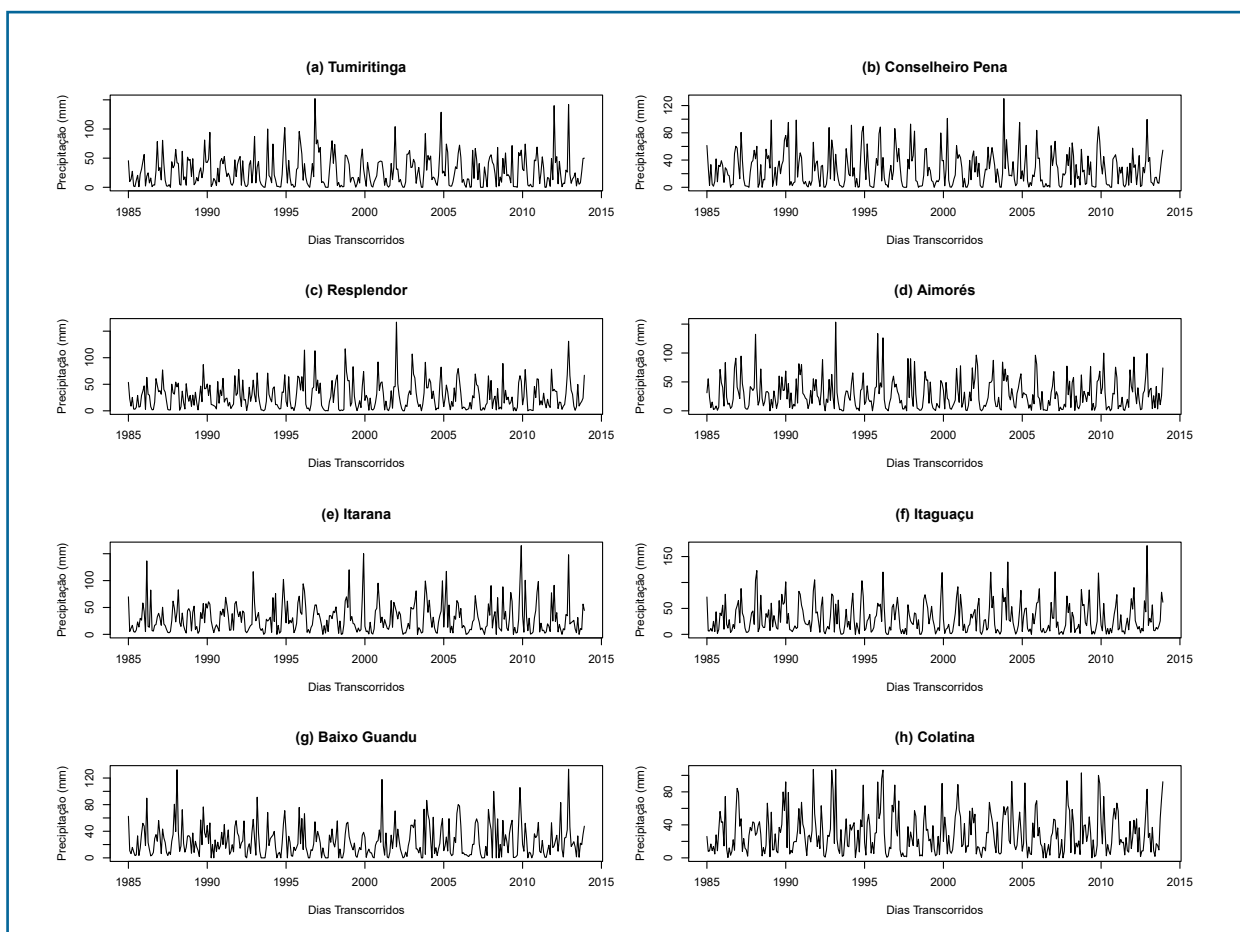 (a) Tumiritinga
Precipitação (mm)
0 50 100
1985 1990 1995 2000 2005 2010 2015
Dias Transcorridos
(b) Conselheiro Pena
Precipitação (mm)
0 40 80 120
1985 1990 1995 2000 2005 2010 2015
Dias Transcorridos
(c) Resplendor
Precipitação (mm)
0 50 100
1985 1990 1995 2000 2005 2010 2015
Dias Transcorridos
(d) Aimorés
Precipitação (mm)
0 50 100
1985 1990 1995 2000 2005 2010 2015
Dias Transcorridos
(e) Itarana
Precipitação (mm)
0 50 100
1985 1990 1995 2000 2005 2010 2015
Dias Transcorridos
(f) Itaguaçu
Precipitação (mm)
0 50 150
1985 1990 1995 2000 2005 2010 2015
Dias Transcorridos
(g) Baixo Guandu
Precipitação (mm)
0 40 80 120
1985 1990 1995 2000 2005 2010 2015
Dias Transcorridos
(h) Colatina
Precipitação (mm)
0 40 80
1985 1990 1995 2000 2005 2010 2015
Dias Transcorridos